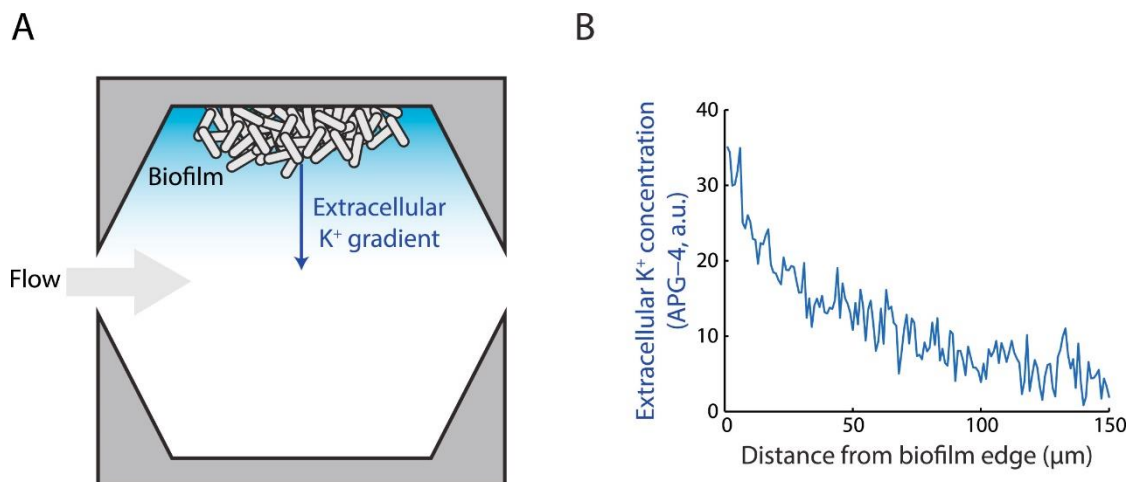 A
Biofilm
Extracellular
K⁺ gradient
Flow
B
Extracellular K⁺ concentration
(APG–4, a.u.)
40
30
20
10
0
0 50 100 150
Distance from biofilm edge (µm)